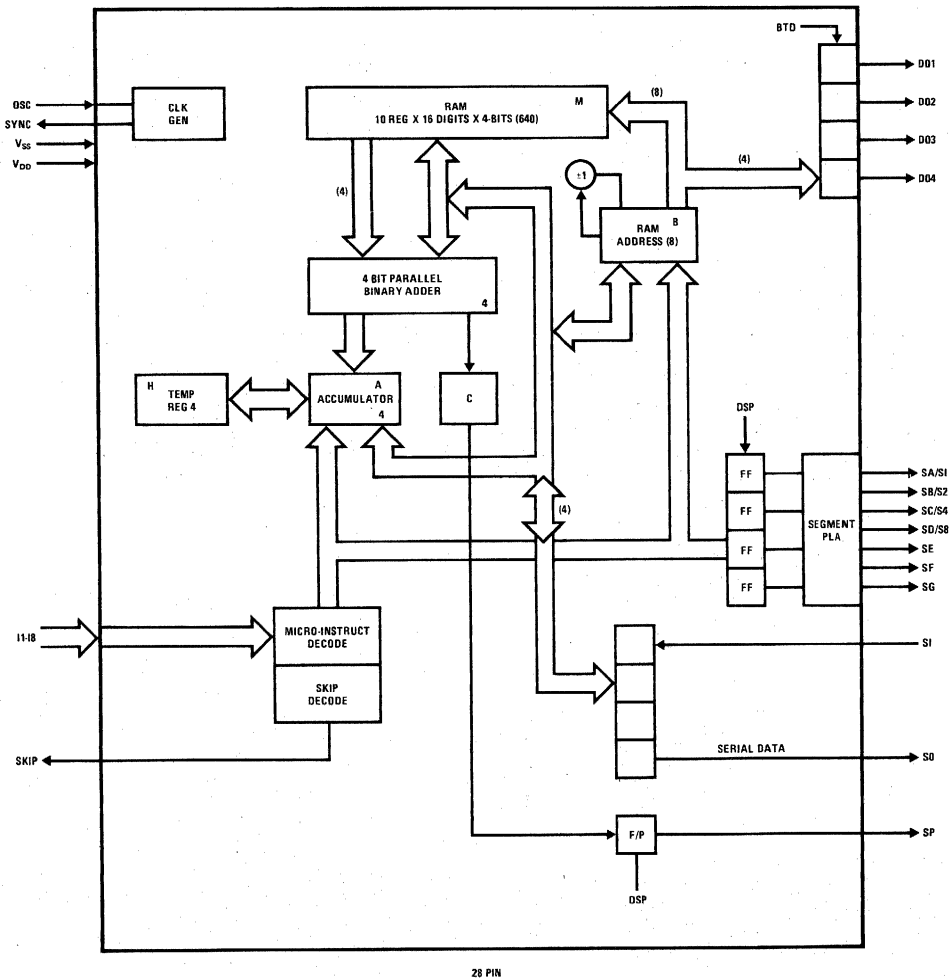 BTD
DO1
DO2
DO3
DO4
OSC
SYNC
VSS
VDD
CLK
GEN
M
RAM
10 REG X 16 DIGITS X 4-BITS (640)
(8)
(4)
(4)
±1
B
RAM
ADDRESS (8)
4 BIT PARALLEL
BINARY ADDER
4
H
TEMP
REG 4
A
ACCUMULATOR
4
C
DSP
FF
FF
FF
FF
SEGMENT
PLA
SA/S1
SB/S2
SC/S4
SD/S8
SE
SF
SG
(4)
I1-I8
MICRO-INSTRUCT
DECODE
SKIP
DECODE
SKIP
SI
SERIAL DATA
SO
F/P
SP
DSP
28 PIN